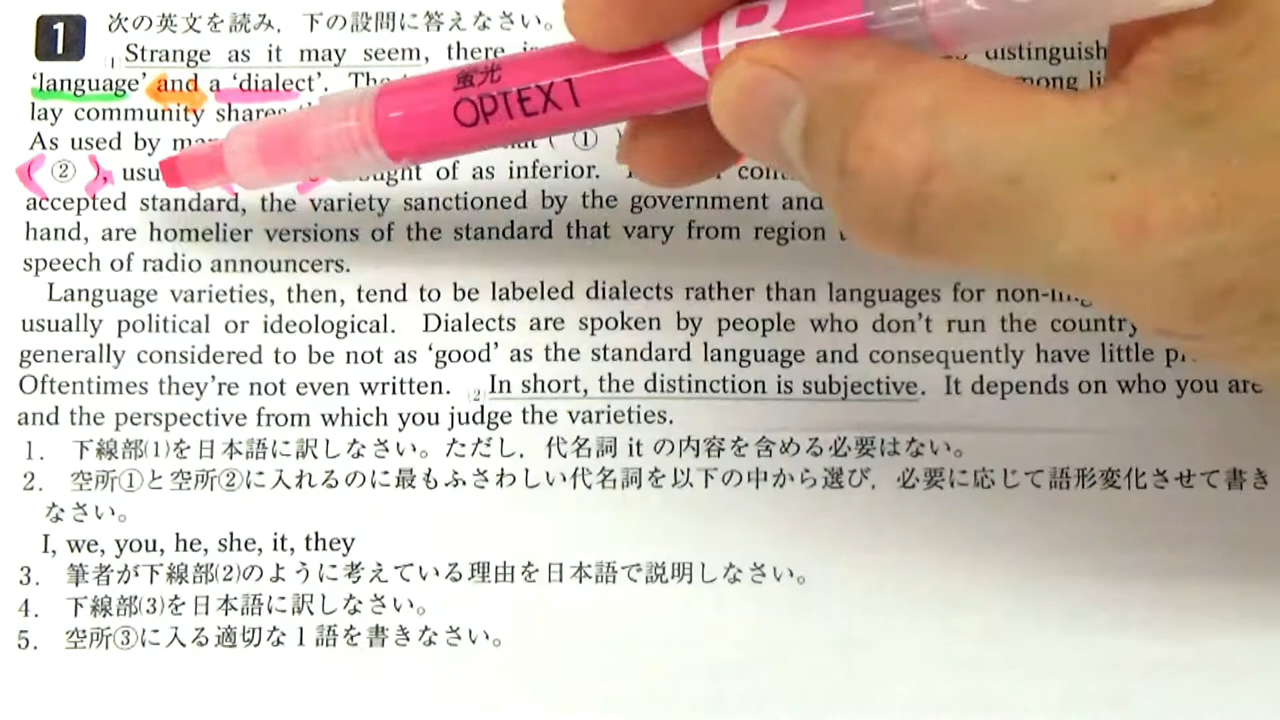 1 次の英文を読み，下の設問に答えなさい。
(1) Strange as it may seem, there distinguish
'language' and a 'dialect'. among
lay community shares
As used by ( ① )
( ② ), of as inferior.
accepted standard, the variety sanctioned by the government and
hand, are homelier versions of the standard that vary from region
speech of radio announcers.
Language varieties, then, tend to be labeled dialects rather than languages for
usually political or ideological. Dialects are spoken by people who don't run the country
generally considered to be not as 'good' as the standard language and consequently have little
Oftentimes they're not even written. (2) In short, the distinction is subjective. It depends on who you are
and the perspective from which you judge the varieties.
1. 下線部(1)を日本語に訳しなさい。ただし，代名詞 it の内容を含める必要はない。
2. 空所①と空所②に入れるのに最もふさわしい代名詞を以下の中から選び，必要に応じて語形変化させて書き
なさい。
I, we, you, he, she, it, they
3. 筆者が下線部(2)のように考えている理由を日本語で説明しなさい。
4. 下線部(3)を日本語に訳しなさい。
5. 空所③に入る適切な1語を書きなさい。
蛍光
OPTEX 1